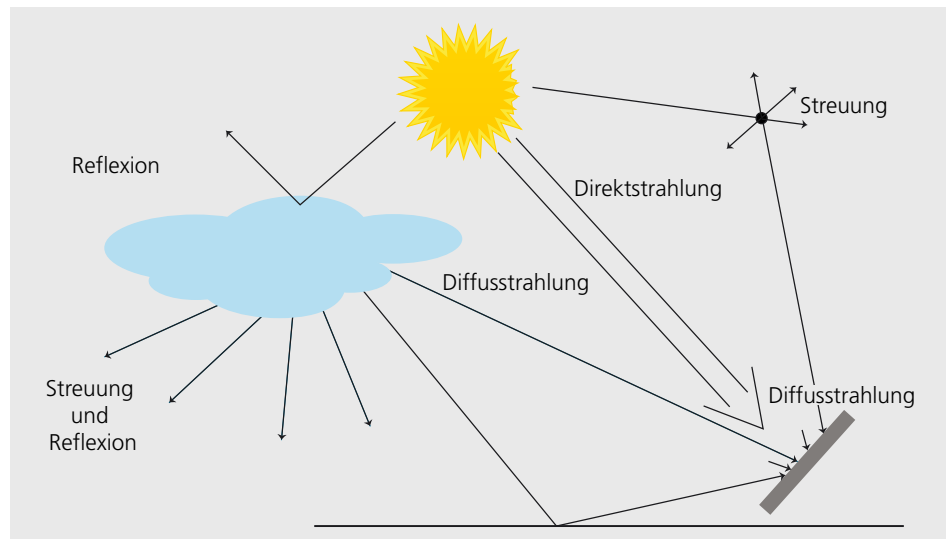 Streuung
Reflexion
Direktstrahlung
Diffusstrahlung
Streuung
und
Reflexion
Diffusstrahlung